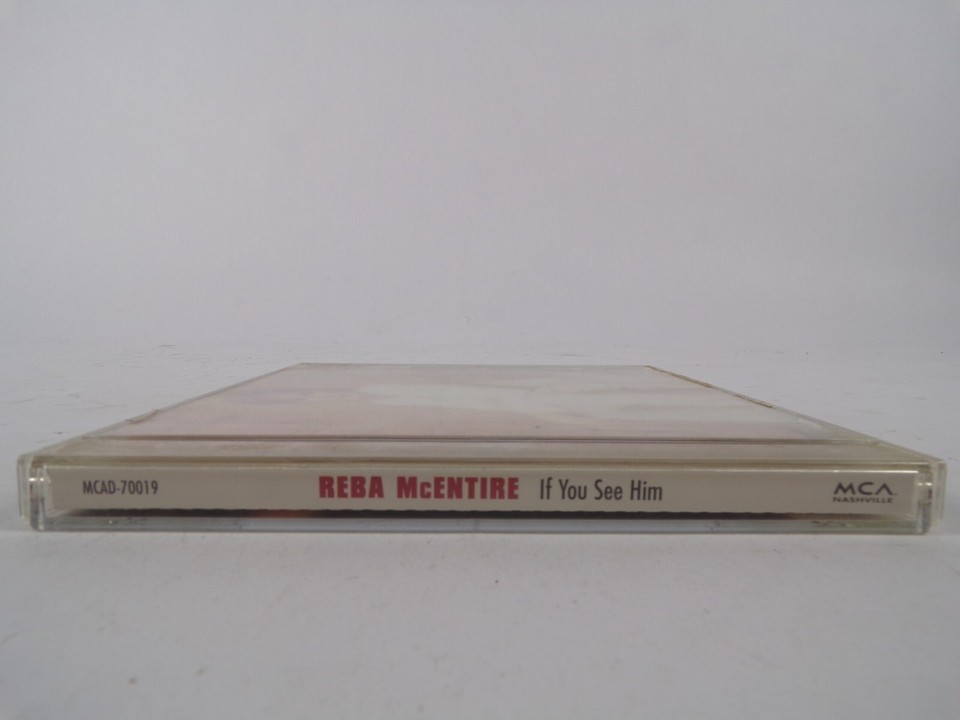 MCAD-70019 REBA McENTIRE If You See Him MCA
NASHVILLE